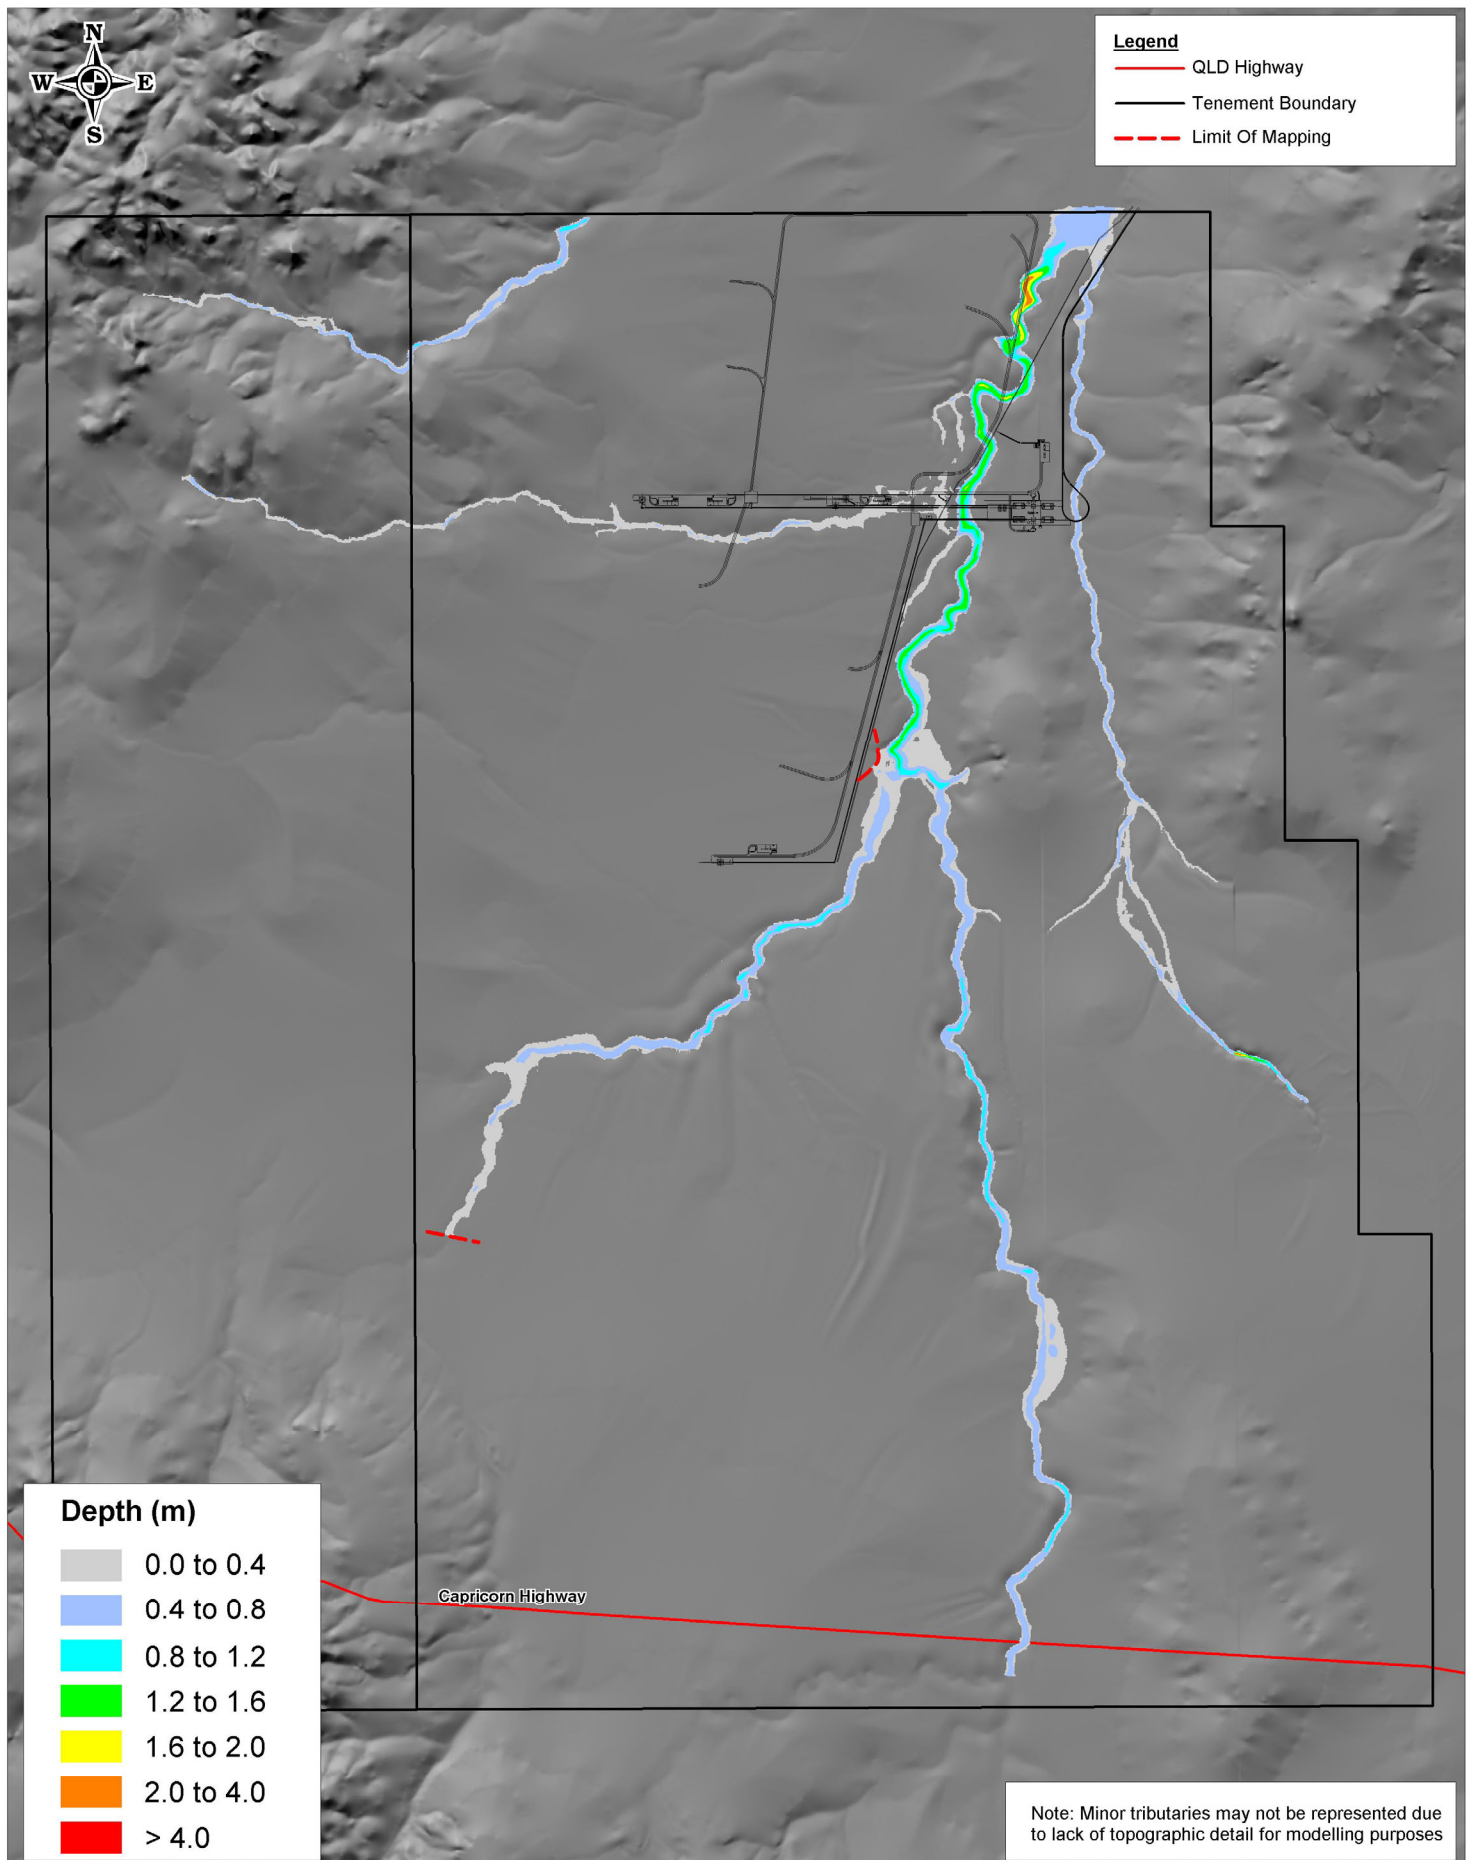 N
W E
S
Legend
QLD Highway
Tenement Boundary
Limit Of Mapping
Capricorn Highway
Depth (m)
0.0 to 0.4
0.4 to 0.8
0.8 to 1.2
1.2 to 1.6
1.6 to 2.0
2.0 to 4.0
> 4.0
Note: Minor tributaries may not be represented due
to lack of topographic detail for modelling purposes